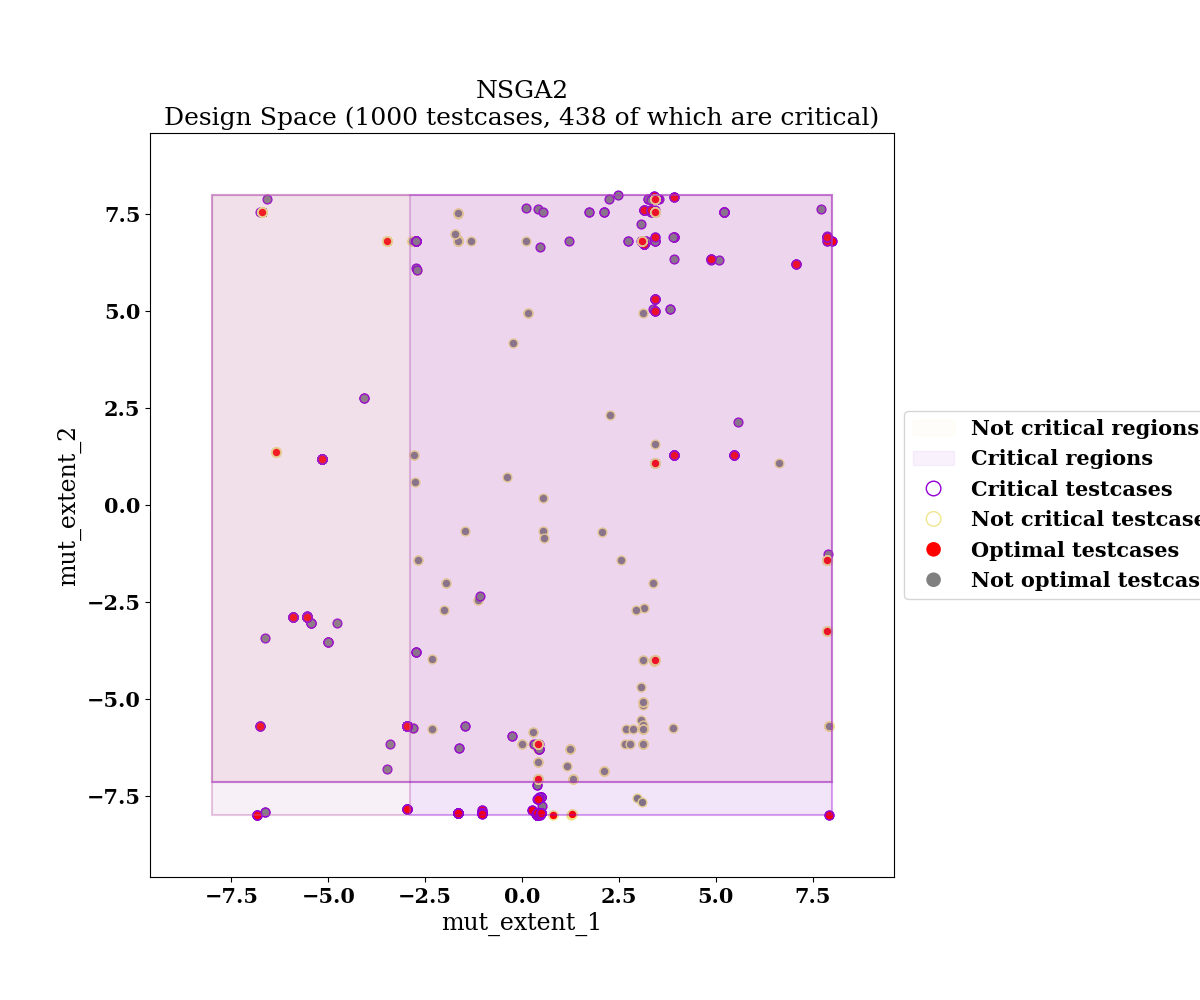 NSGA2
Design Space (1000 testcases, 438 of which are critical)
7.5
5.0
2.5
0.0
−2.5
−5.0
−7.5
mut_extent_2
−7.5
−5.0
−2.5
0.0
2.5
5.0
7.5
mut_extent_1
Not critical regions
Critical regions
Critical testcases
Not critical testcase
Optimal testcases
Not optimal testcas